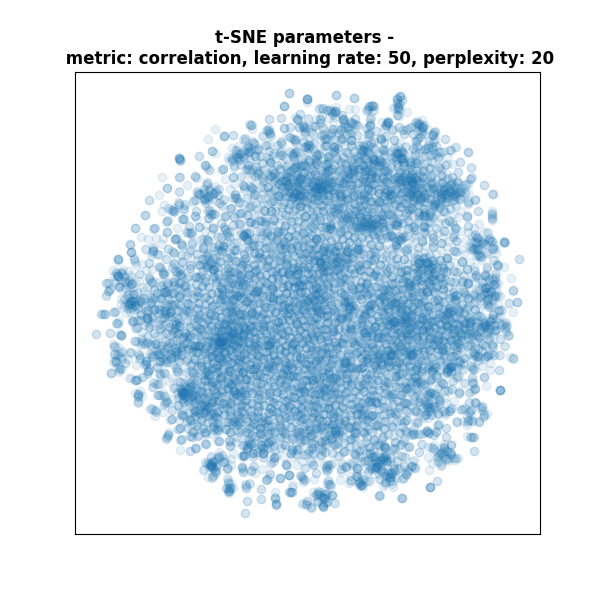 t-SNE parameters -
metric: correlation, learning rate: 50, perplexity: 20